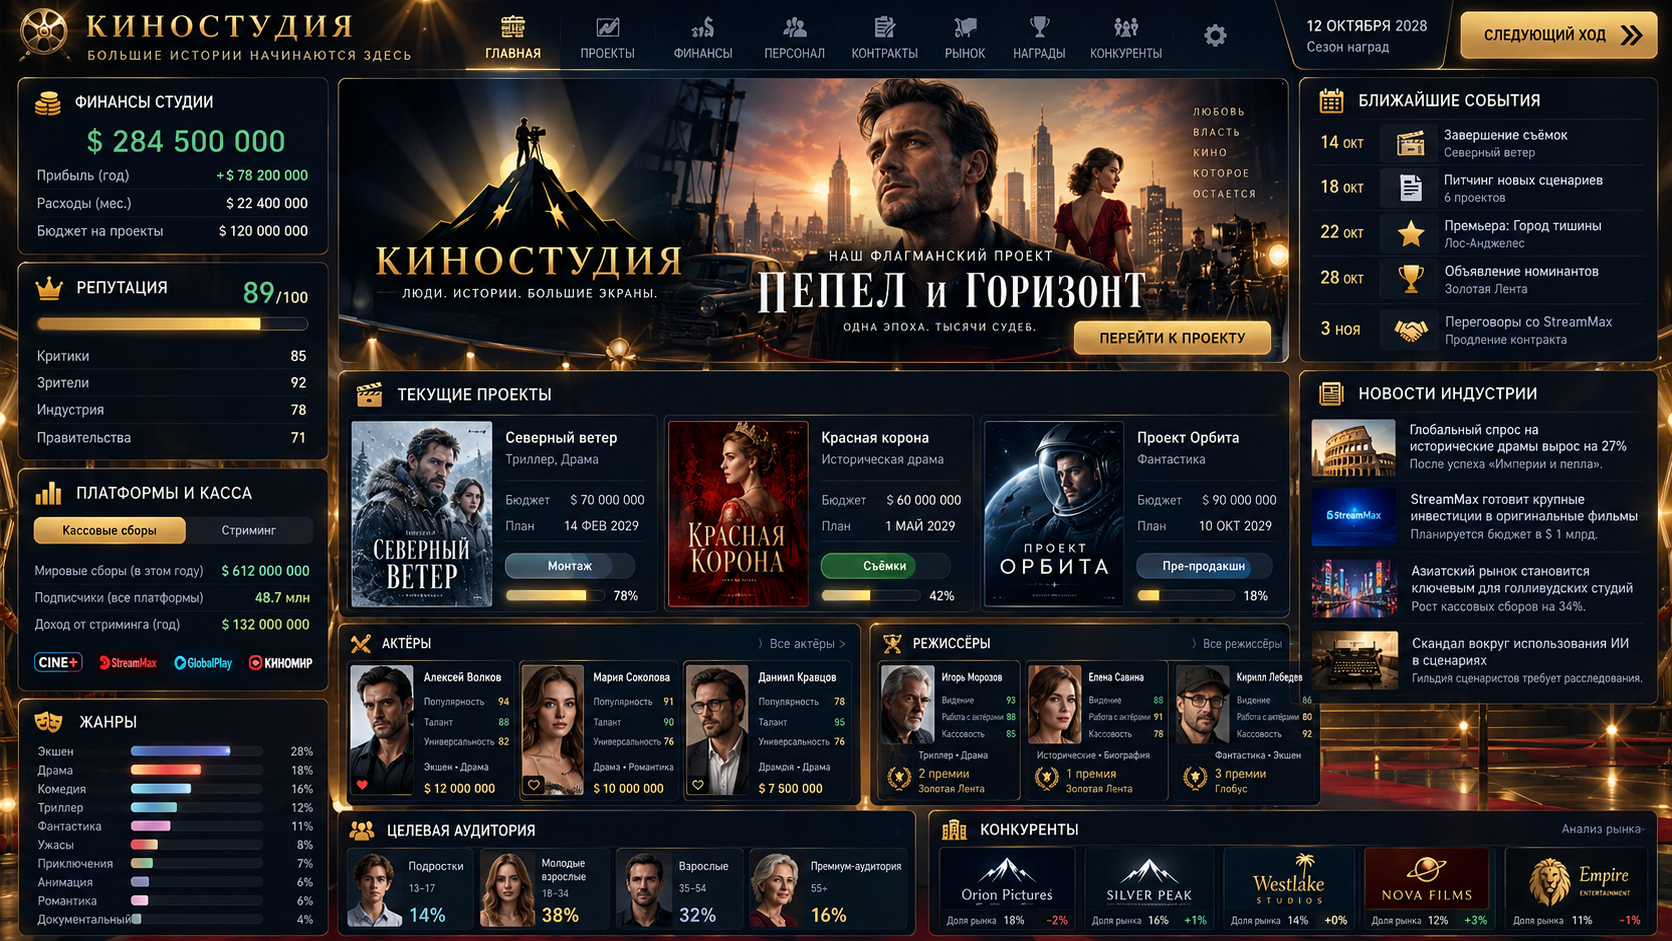 КИНОСТУДИЯ
БОЛЬШИЕ ИСТОРИИ НАЧИНАЮТСЯ ЗДЕСЬ
ГЛАВНАЯ
ПРОЕКТЫ
ФИНАНСЫ
ПЕРСОНАЛ
КОНТРАКТЫ
РЫНОК
НАГРАДЫ
КОНКУРЕНТЫ
12 ОКТЯБРЯ 2028
Сезон наград
СЛЕДУЮЩИЙ ХОД
ФИНАНСЫ СТУДИИ
$ 284 500 000
Прибыль (год) +$ 78 200 000
Расходы (мес.) $ 22 400 000
Бюджет на проекты $ 120 000 000
РЕПУТАЦИЯ 89/100
Критики 85
Зрители 92
Индустрия 78
Правительства 71
ПЛАТФОРМЫ И КАССА
Кассовые сборы Стриминг
Мировые сборы (в этом году) $ 612 000 000
Подписчики (все платформы) 48.7 млн
Доход от стриминга (год) $ 132 000 000
CINE+ StreamMax GlobalPlay КИНОМИР
ЖАНРЫ
Экшен 28%
Драма 18%
Комедия 16%
Триллер 12%
Фантастика 11%
Ужасы 8%
Приключения 7%
Анимация 6%
Романтика 6%
Документальный 4%
КИНОСТУДИЯ
ЛЮДИ. ИСТОРИИ. БОЛЬШИЕ ЭКРАНЫ.
ЛЮБОВЬ
ВЛАСТЬ
КИНО
КОТОРОЕ
ОСТАЕТСЯ
НАШ ФЛАГМАНСКИЙ ПРОЕКТ
ПЕПЕЛ И ГОРИЗОНТ
ОДНА ЭПОХА. ТЫСЯЧИ СУДЕБ.
ПЕРЕЙТИ К ПРОЕКТУ
ТЕКУЩИЕ ПРОЕКТЫ
СЕВЕРНЫЙ
ВЕТЕР
Северный ветер
Триллер, Драма
Бюджет $ 70 000 000
План 14 ФЕВ 2029
Монтаж
78%
КРАСНАЯ
КОРОНА
Красная корона
Историческая драма
Бюджет $ 60 000 000
План 1 МАЙ 2029
Съёмки
42%
ПРОЕКТ
ОРБИТА
Проект Орбита
Фантастика
Бюджет $ 90 000 000
План 10 ОКТ 2029
Пре-продакшн
18%
АКТЁРЫ
〉 Все актёры >
Алексей Волков
Популярность 94
Талант 88
Универсальность 82
Экшен • Драма
$ 12 000 000
Мария Соколова
Популярность 91
Талант 90
Универсальность 76
Драма • Романтика
$ 10 000 000
Даниил Кравцов
Популярность 78
Талант 95
Универсальность 76
• Драма
$ 7 500 000
РЕЖИССЁРЫ
〉 Все режиссёры
Игорь Морозов
Видение 93
Работа с актёрами 88
Кассовость 85
Триллер • Драма
2 премии
Золотая Лента
Елена Савина
Видение 88
Работа с актёрами 91
Кассовость 78
Исторические • Биография
1 премия
Золотая Лента
Кирилл Лебедев
Видение 86
Работа с актёрами 80
Кассовость 92
Фантастика • Экшен
3 премии
Глобус
ЦЕЛЕВАЯ АУДИТОРИЯ
Подростки
13–17
14%
Молодые
взрослые
18–34
38%
Взрослые
35–54
32%
Премиум-аудитория
55+
16%
КОНКУРЕНТЫ
Анализ рынка
Orion Pictures
Доля рынка 18% -2%
SILVER PEAK
Доля рынка 16% +1%
Westlake
STUDIOS
Доля рынка 14% +0%
NOVA FILMS
Доля рынка 12% +3%
Empire
ENTERTAINMENT
Доля рынка 11% -1%
БЛИЖАЙШИЕ СОБЫТИЯ
14 ОКТ
Завершение съёмок
Северный ветер
18 ОКТ
Питчинг новых сценариев
6 проектов
22 ОКТ
Премьера: Город тишины
Лос-Анджелес
28 ОКТ
Объявление номинантов
Золотая Лента
3 НОЯ
Переговоры со StreamMax
Продление контракта
НОВОСТИ ИНДУСТРИИ
Глобальный спрос на
исторические драмы вырос на 27%
После успеха «Империи и пепла».
StreamMax
StreamMax готовит крупные
инвестиции в оригинальные фильмы
Планируется бюджет в $ 1 млрд.
Азиатский рынок становится
ключевым для голливудских студий
Рост кассовых сборов на 34%.
Скандал вокруг использования ИИ
в сценариях
Гильдия сценаристов требует расследования.